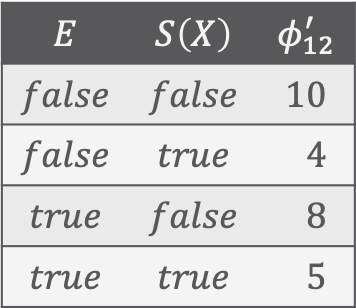 E S(X) ϕ′₁₂
false false 10
false true 4
true false 8
true true 5